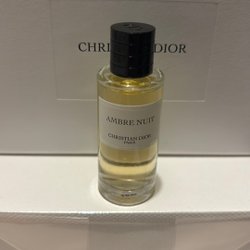 CHRISTIAN DIOR
AMBRE NUIT
CHRISTIAN DIOR
PARIS